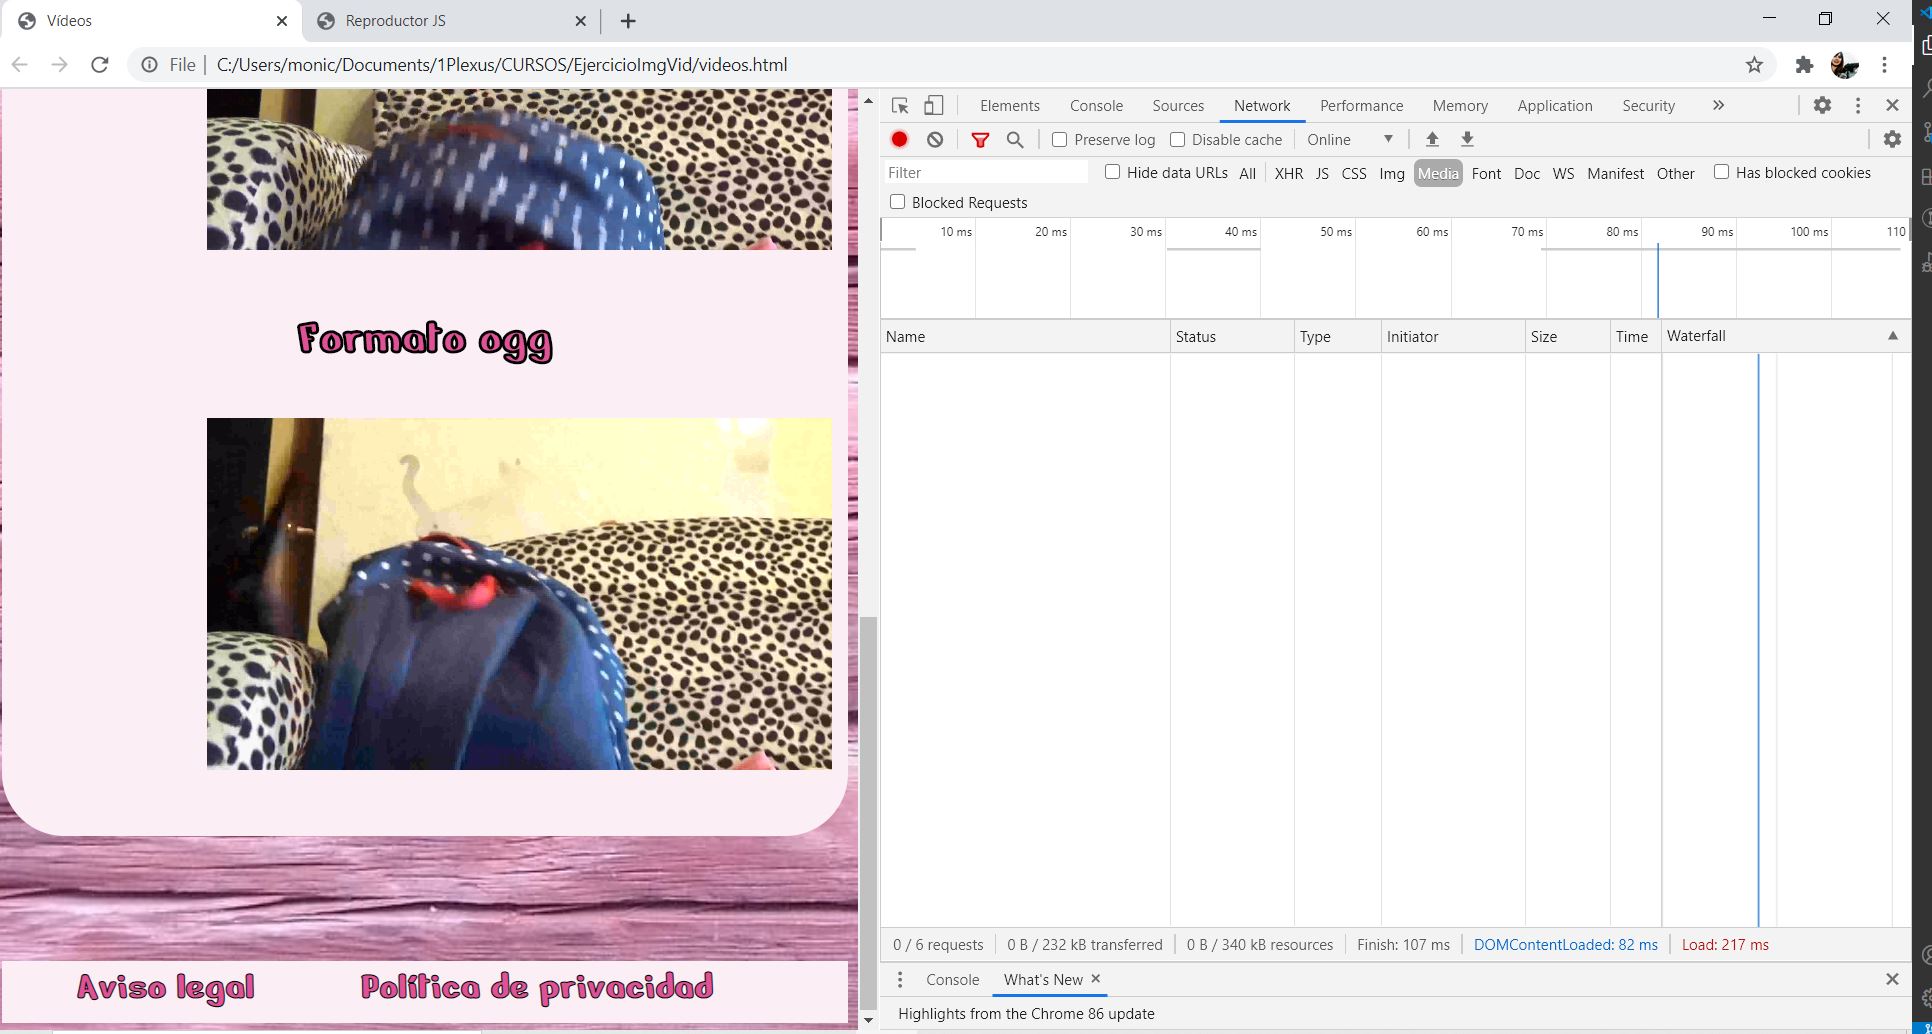 Vídeos
Reproductor JS
File
C:/Users/monic/Documents/1Plexus/CURSOS/EjercicioImgVid/videos.html
Elements Console Sources Network Performance Memory Application Security
Preserve log Disable cache Online
Filter Hide data URLs All XHR JS CSS Img Media Font Doc WS Manifest Other Has blocked cookies
Blocked Requests
10 ms 20 ms 30 ms 40 ms 50 ms 60 ms 70 ms 80 ms 90 ms 100 ms 110
Name Status Type Initiator Size Time Waterfall
Formato ogg
0 / 6 requests 0 B / 232 kB transferred 0 B / 340 kB resources Finish: 107 ms DOMContentLoaded: 82 ms Load: 217 ms
Console What's New
Highlights from the Chrome 86 update
Aviso legal Política de privacidad